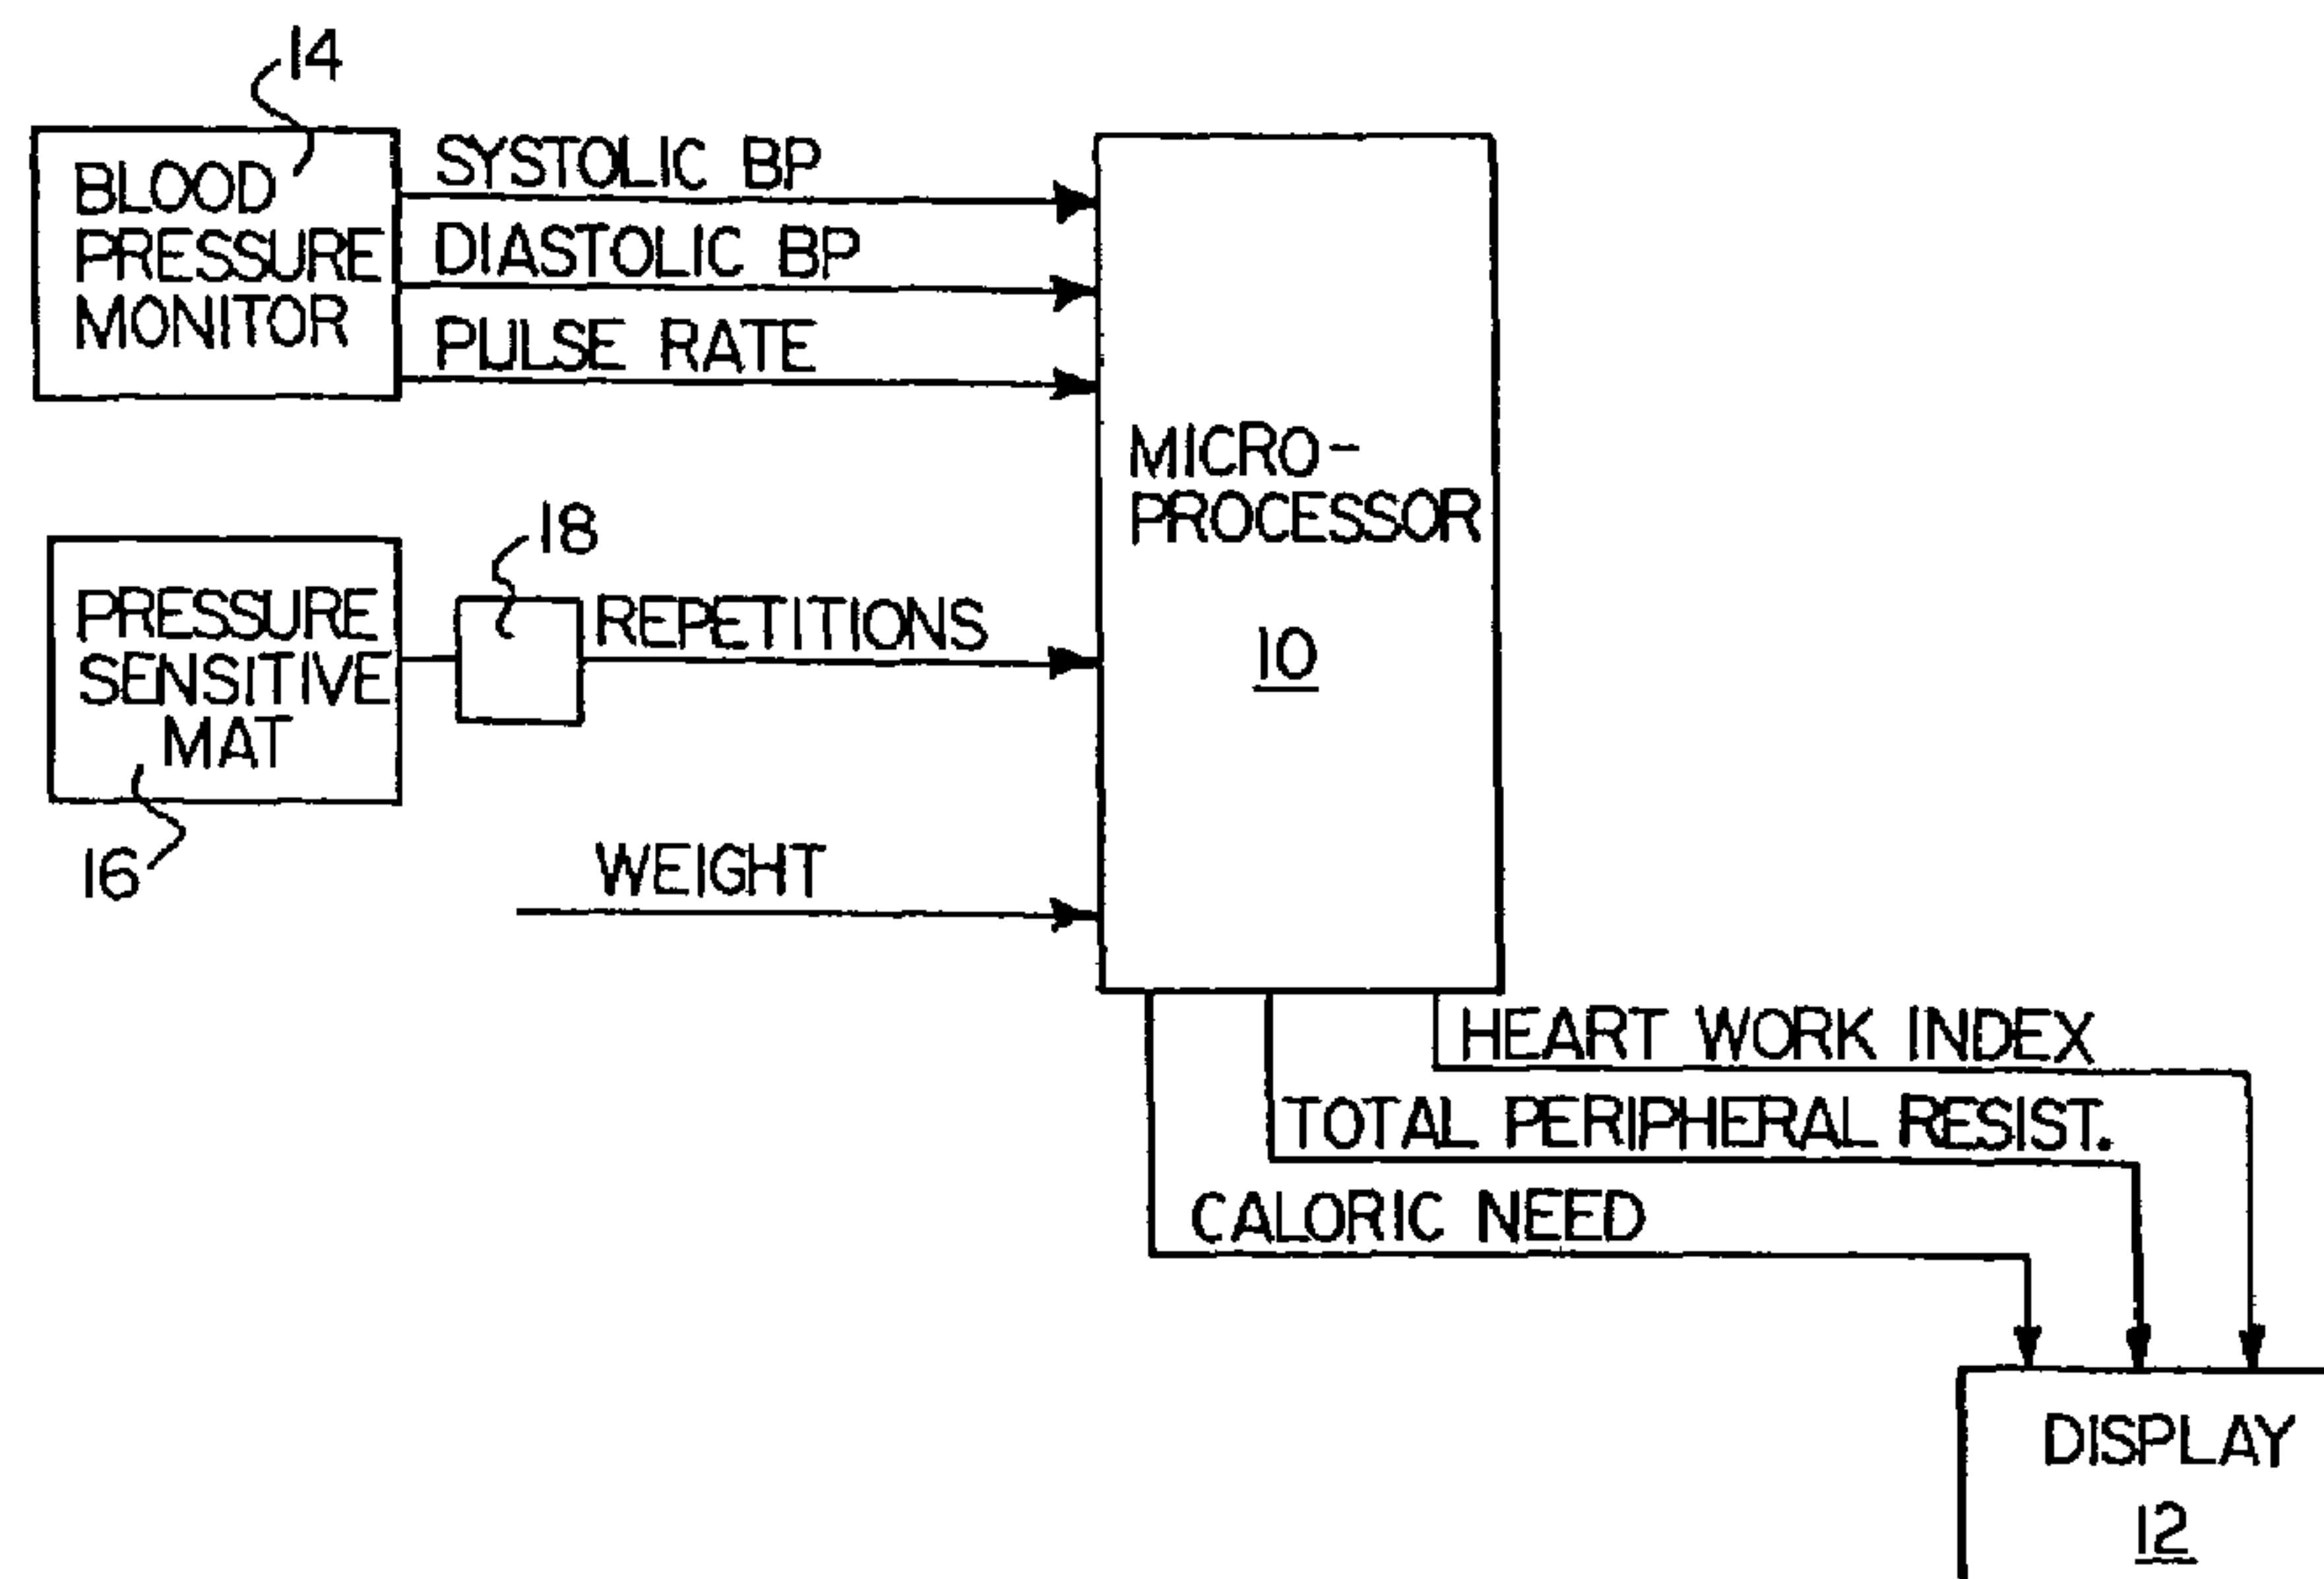 14
BLOOD
PRESSURE
MONITOR
SYSTOLIC BP
DIASTOLIC BP
PULSE RATE
MICRO-
PROCESSOR
10
18
PRESSURE
SENSITIVE
MAT
REPETITIONS
16
WEIGHT
HEART WORK INDEX
TOTAL PERIPHERAL RESIST.
CALORIC NEED
DISPLAY
12